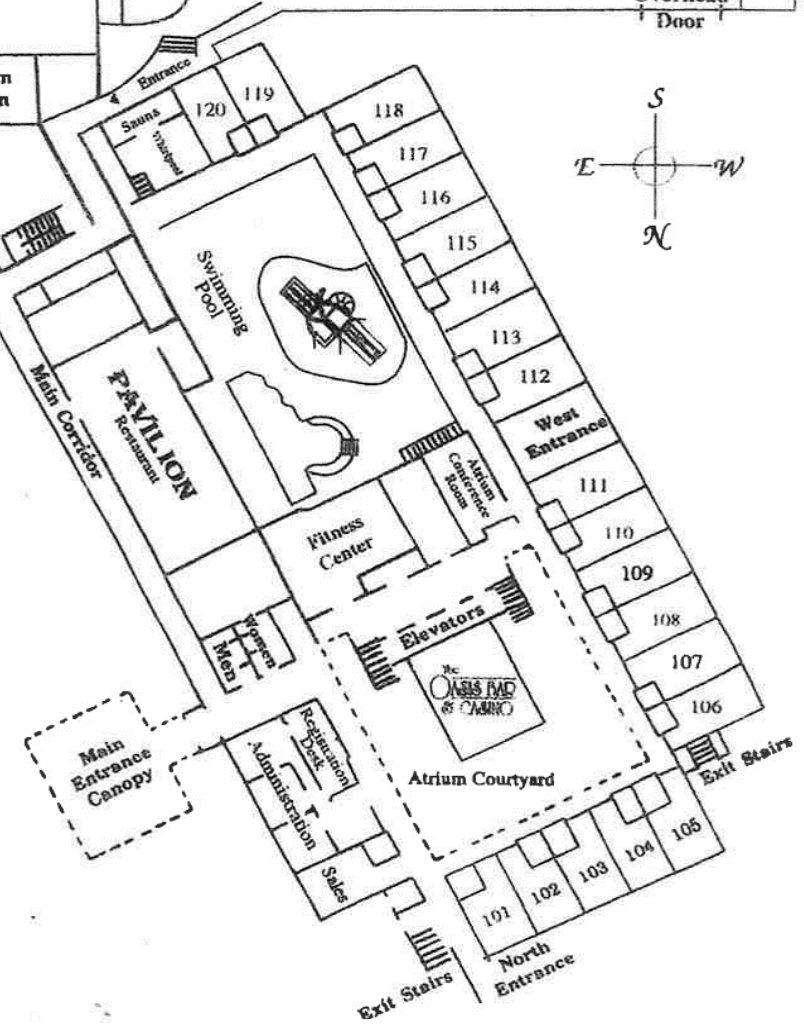 Door
Entrance
Sauna
Whirlpool
120
119
118
117
116
115
114
113
112
West
Entrance
111
110
109
108
107
106
105
104
103
102
101
S
E
W
N
Swimming
Pool
Main Corridor
PAVILION
Restaurant
Atrium
Conference
Room
Fitness
Center
Elevators
Men
Women
The
OASIS BAR
& CASINO
Main
Entrance
Canopy
Registration
Desk
Administration
Sales
Atrium Courtyard
Exit Stairs
North
Entrance
Exit Stairs